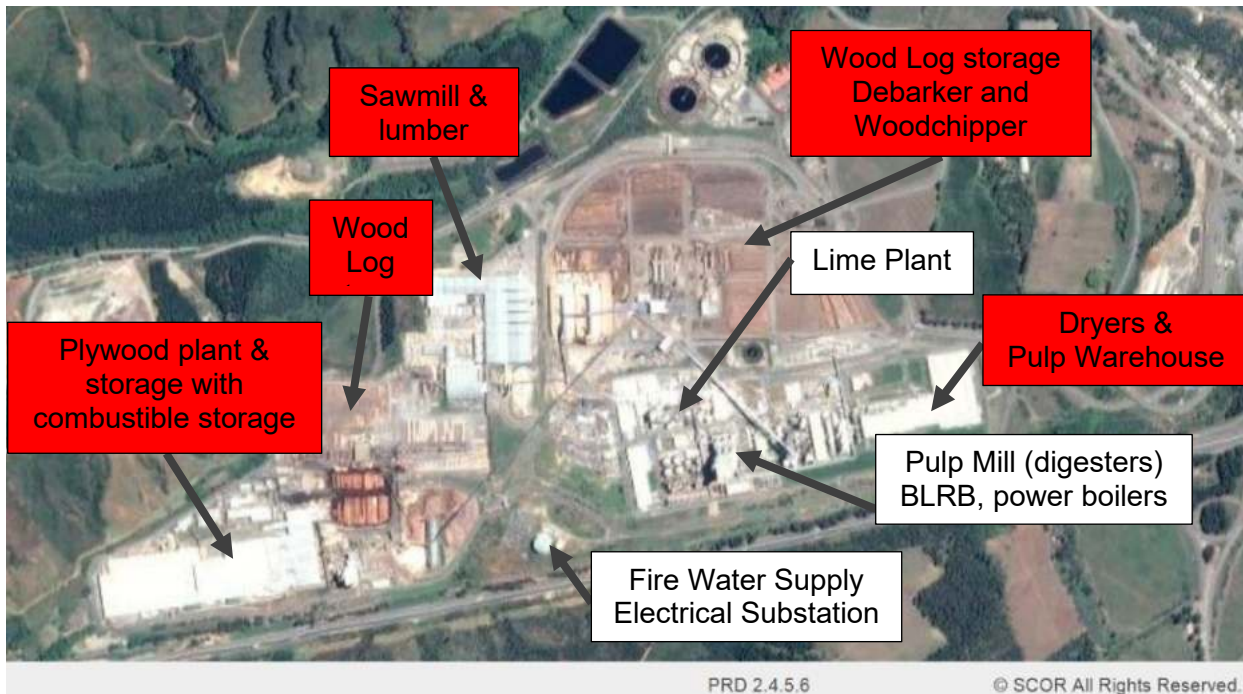 Sawmill &
lumber
Wood Log storage
Debarker and
Woodchipper
Wood
Log
Lime Plant
Dryers &
Pulp Warehouse
Plywood plant &
storage with
combustible storage
Pulp Mill (digesters)
BLRB, power boilers
Fire Water Supply
Electrical Substation
PRD 2.4.5.6
© SCOR All Rights Reserved